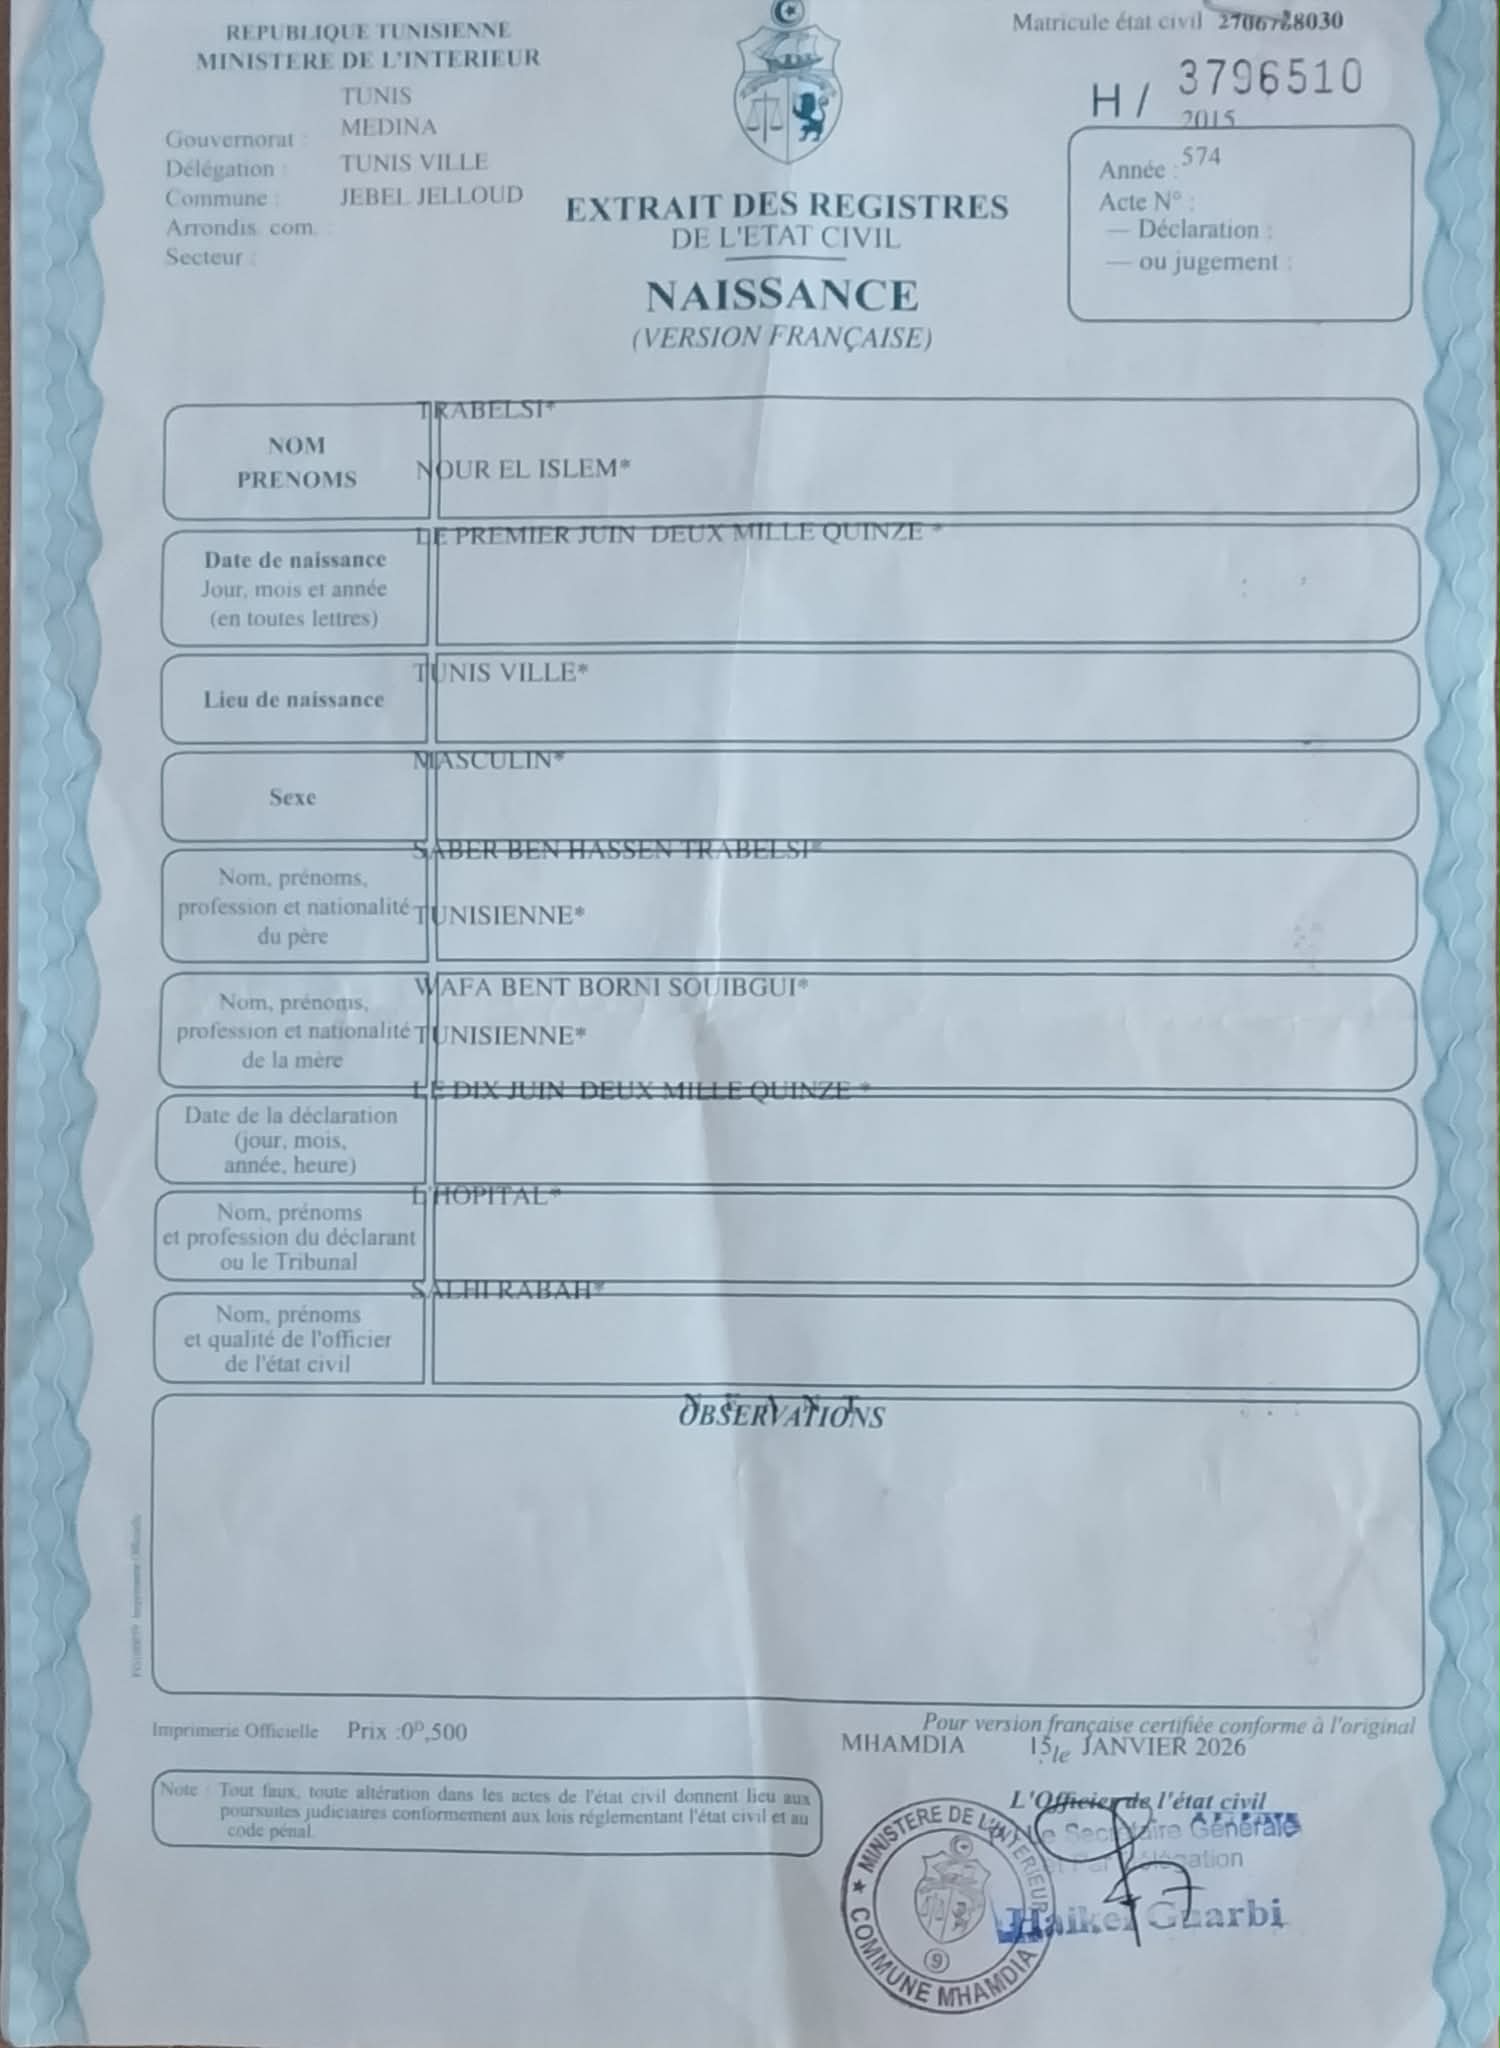 REPUBLIQUE TUNISIENNE
MINISTERE DE L'INTERIEUR
TUNIS
Gouvernorat : MEDINA
Délégation : TUNIS VILLE
Commune : JEBEL JELLOUD
Arrondis. com. :
Secteur :
Matricule état civil
H / 3796510
2015
Année : 574
Acte N° :
— Déclaration :
— ou jugement :
EXTRAIT DES REGISTRES
DE L'ETAT CIVIL
NAISSANCE
(VERSION FRANÇAISE)
NOM TRABELSI*
PRENOMS NOUR EL ISLEM*
LE PREMIER JUIN DEUX MILLE QUINZE *
Date de naissance
Jour, mois et année
(en toutes lettres)
TUNIS VILLE*
Lieu de naissance
MASCULIN*
Sexe
SABER BEN HASSEN TRABELSI*
Nom, prénoms,
profession et nationalité TUNISIENNE*
du père
WAFA BENT BORNI SOUIBGUI*
Nom, prénoms,
profession et nationalité TUNISIENNE*
de la mère
LE DIX JUIN DEUX MILLE QUINZE *
Date de la déclaration
(jour, mois,
année, heure)
L'HOPITAL*
Nom, prénoms
et profession du déclarant
ou le Tribunal
SALHI RABAH*
Nom, prénoms
et qualité de l'officier
de l'état civil
OBSERVATIONS
Imprimerie Officielle Prix :0ᴰ,500
Pour version française certifiée conforme à l'original
MHAMDIA 15 le JANVIER 2026
Note : Tout faux, toute altération dans les actes de l'état civil donnent lieu aux
poursuites judiciaires conformement aux lois réglementant l'état civil et au
code pénal.
L'Officier de l'état civil
Le Secrétaire Générale
et Par Délégation
Haikel Gharbi
MINISTERE DE L'INTERIEUR
COMMUNE MHAMDIA
9